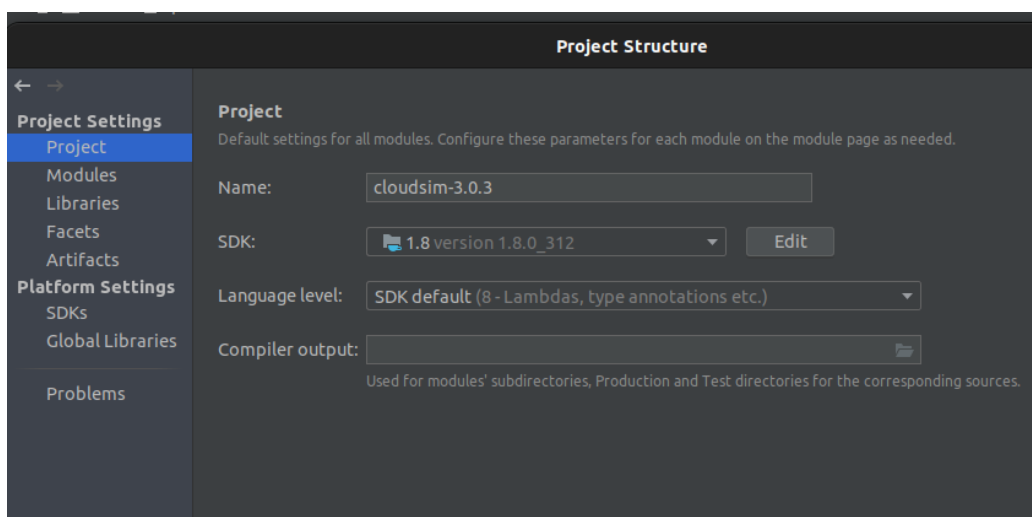 Project Structure
Project Settings
Project
Modules
Libraries
Facets
Artifacts
Platform Settings
SDKs
Global Libraries
Problems
Project
Default settings for all modules. Configure these parameters for each module on the module page as needed.
Name: cloudsim-3.0.3
SDK: 1.8 version 1.8.0_312 Edit
Language level: SDK default (8 - Lambdas, type annotations etc.)
Compiler output:
Used for modules' subdirectories, Production and Test directories for the corresponding sources.